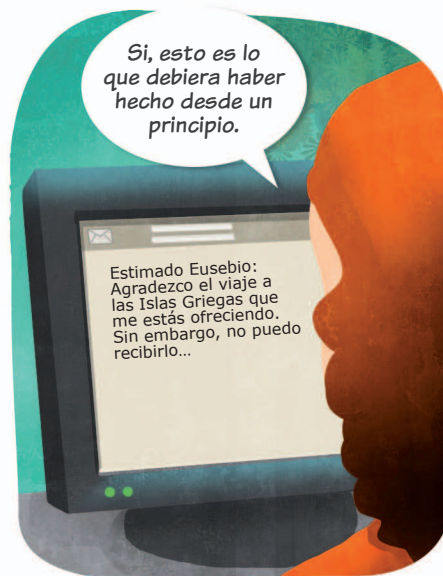 Si, esto es lo
que debiera haber
hecho desde un
principio.
Estimado Eusebio:
Agradezco el viaje a
las Islas Griegas que
me estás ofreciendo.
Sin embargo, no puedo
recibirlo...